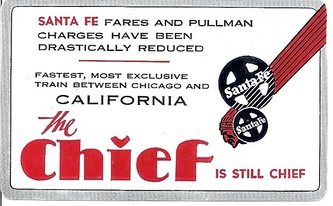 SANTA FE FARES AND PULLMAN
CHARGES HAVE BEEN
DRASTICALLY REDUCED
FASTEST, MOST EXCLUSIVE
TRAIN BETWEEN CHICAGO AND
CALIFORNIA
The
Chief
IS STILL CHIEF
Santa Fe
Santa Fe